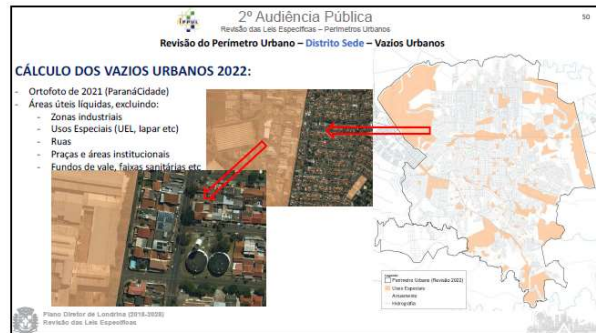 IPPUL
2º Audiência Pública
50
Revisão das Leis Específicas – Perímetros Urbanos
Revisão do Perímetro Urbano – Distrito Sede – Vazios Urbanos
CÁLCULO DOS VAZIOS URBANOS 2022:
- Ortofoto de 2021 (ParanáCidade)
- Áreas úteis líquidas, excluindo:
- Zonas industriais
- Usos Especiais (UEL, Iapar etc)
- Ruas
- Praças e áreas institucionais
- Fundos de vale, faixas sanitárias etc
Legenda
Perímetro Urbano (Revisão 2022)
Usos Especiais
Arruamento
Hidrografia
Plano Diretor de Londrina (2018-2028)
Revisão das Leis Específicas